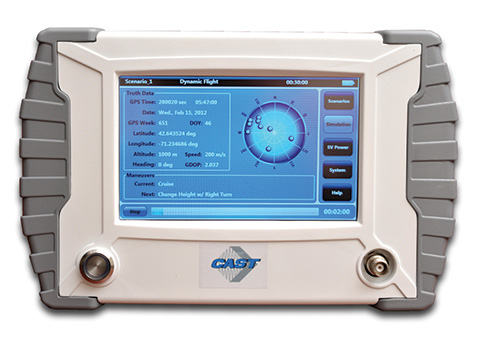 Scenario_1 Dynamic Flight 00:30:00
Truth Data
GPS Time: 280020 sec 05:47:00
Date: Wed., Feb 15, 2012
GPS Week: 651 DOY: 46
Latitude: 42.643524 deg
Longitude: -71.234686 deg
Altitude: 1000 m Speed: 200 m/s
Heading: 0 deg GDOP: 2.037
Maneuvers
Current: Cruise
Next: Change Height w/ Right Turn
Scenarios
Simulation
SV Power
System
Help
Stop 00:02:00
CAST